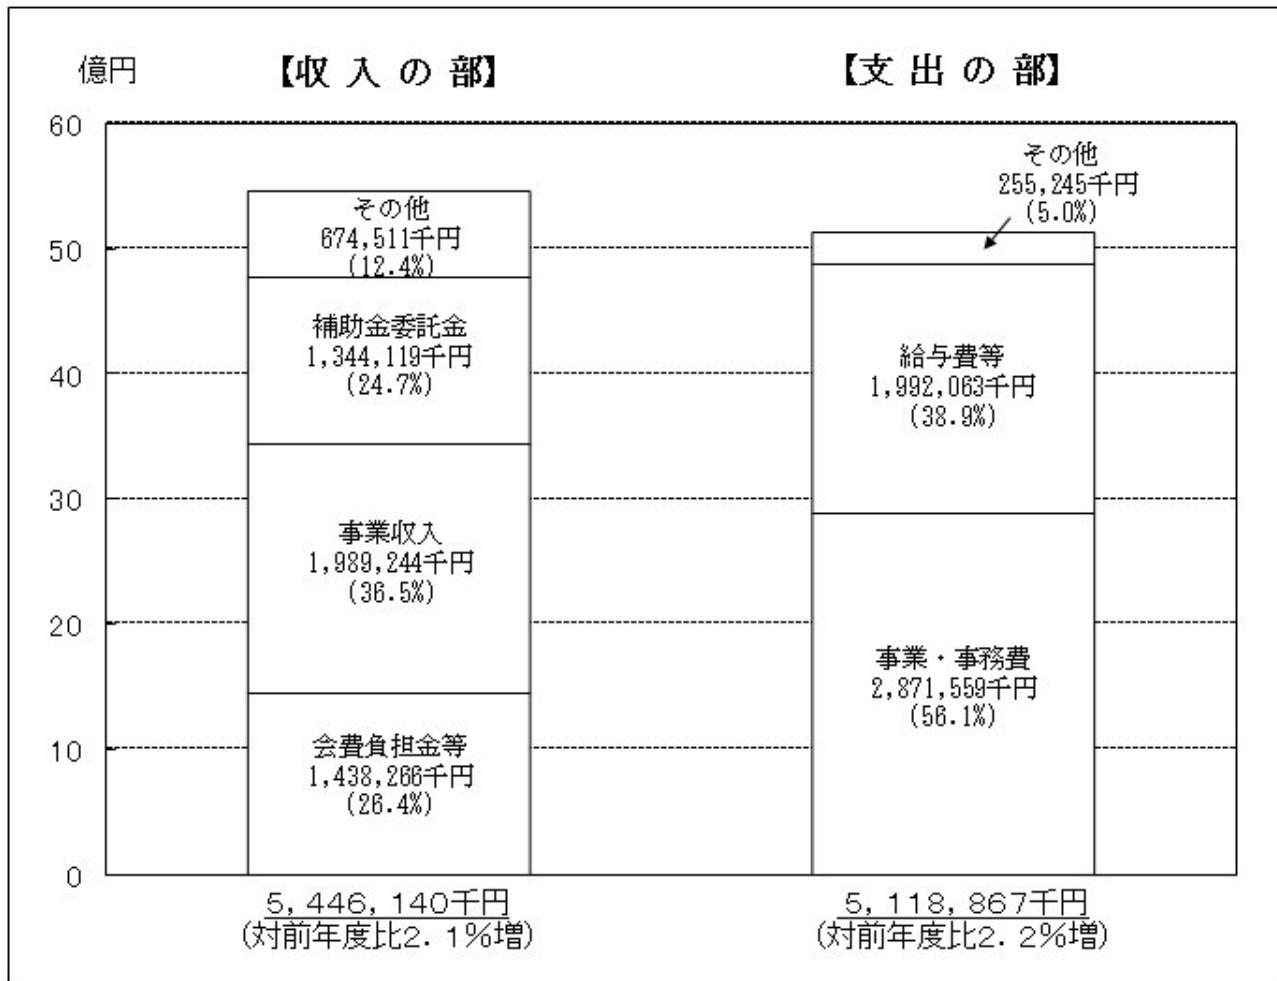 億円
【収 入 の 部】
【支 出 の 部】
60
50
40
30
20
10
0
その他
674,511千円
(12.4%)
補助金委託金
1,344,119千円
(24.7%)
事業収入
1,989,244千円
(36.5%)
会費負担金等
1,438,266千円
(26.4%)
5,446,140千円
(対前年度比2.1%増)
その他
255,245千円
(5.0%)
給与費等
1,992,063千円
(38.9%)
事業・事務費
2,871,559千円
(56.1%)
5,118,867千円
(対前年度比2.2%増)